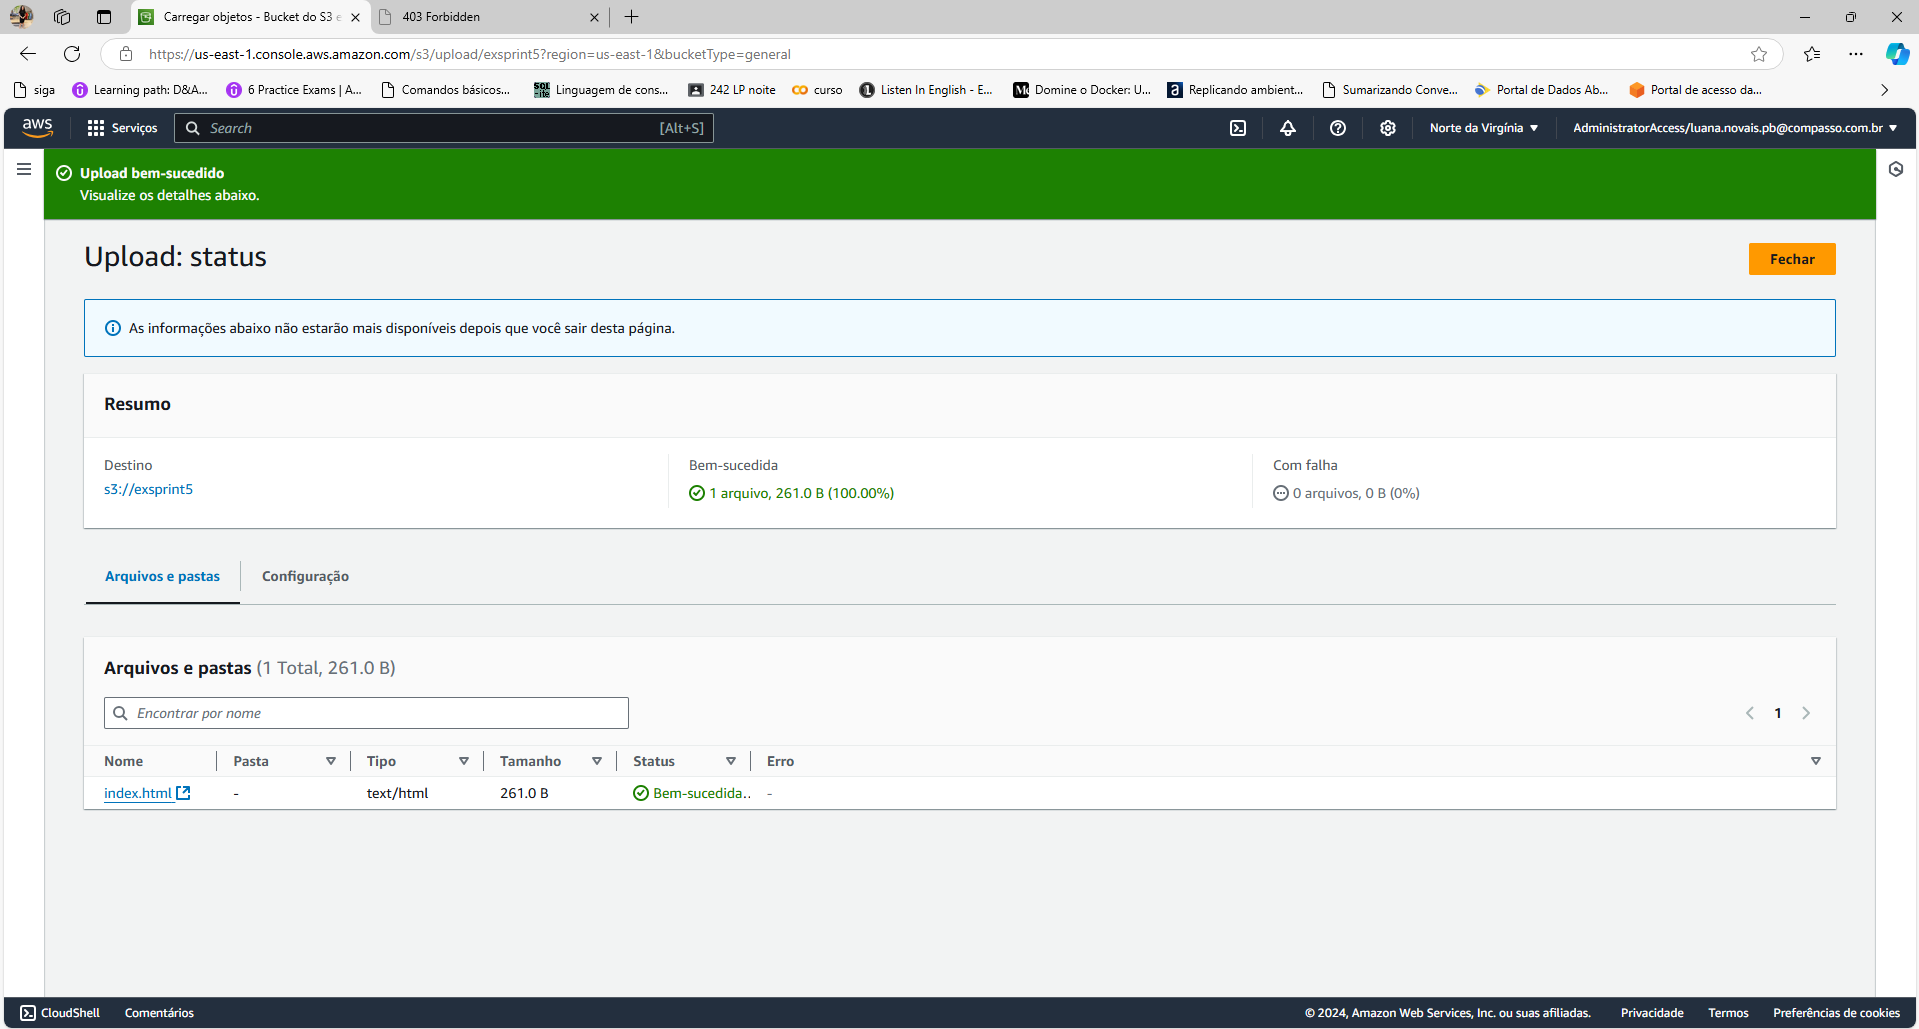 Carregar objetos - Bucket do S3 e
403 Forbidden
https://us-east-1.console.aws.amazon.com/s3/upload/exsprint5?region=us-east-1&bucketType=general
siga
Learning path: D&A...
6 Practice Exams | A...
Comandos básicos...
Linguagem de cons...
242 LP noite
curso
Listen In English - E...
Domine o Docker: U...
Replicando ambient...
Sumarizando Conve...
Portal de Dados Ab...
Portal de acesso da...
aws
Serviços
Search
[Alt+S]
Norte da Virgínia
AdministratorAccess/luana.novais.pb@compasso.com.br
Upload bem-sucedido
Visualize os detalhes abaixo.
Upload: status
Fechar
As informações abaixo não estarão mais disponíveis depois que você sair desta página.
Resumo
Destino
s3://exsprint5
Bem-sucedida
1 arquivo, 261.0 B (100.00%)
Com falha
0 arquivos, 0 B (0%)
Arquivos e pastas
Configuração
Arquivos e pastas (1 Total, 261.0 B)
Encontrar por nome
1
Nome
Pasta
Tipo
Tamanho
Status
Erro
index.html
-
text/html
261.0 B
Bem-sucedida..
-
CloudShell
Comentários
© 2024, Amazon Web Services, Inc. ou suas afiliadas.
Privacidade
Termos
Preferências de cookies